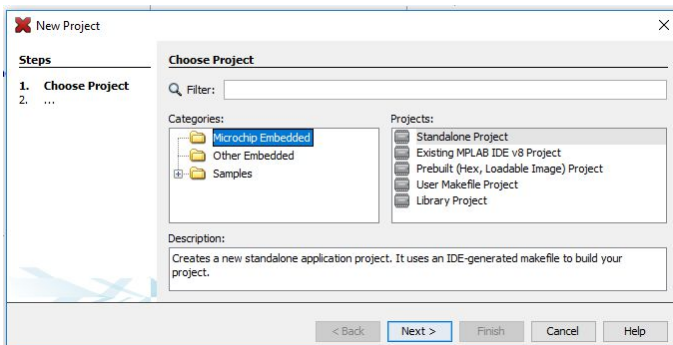 New Project
Steps
1. Choose Project
2. ...
Choose Project
Filter:
Categories:
Microchip Embedded
Other Embedded
Samples
Projects:
Standalone Project
Existing MPLAB IDE v8 Project
Prebuilt (Hex, Loadable Image) Project
User Makefile Project
Library Project
Description:
Creates a new standalone application project. It uses an IDE-generated makefile to build your
project.
< Back
Next >
Finish
Cancel
Help